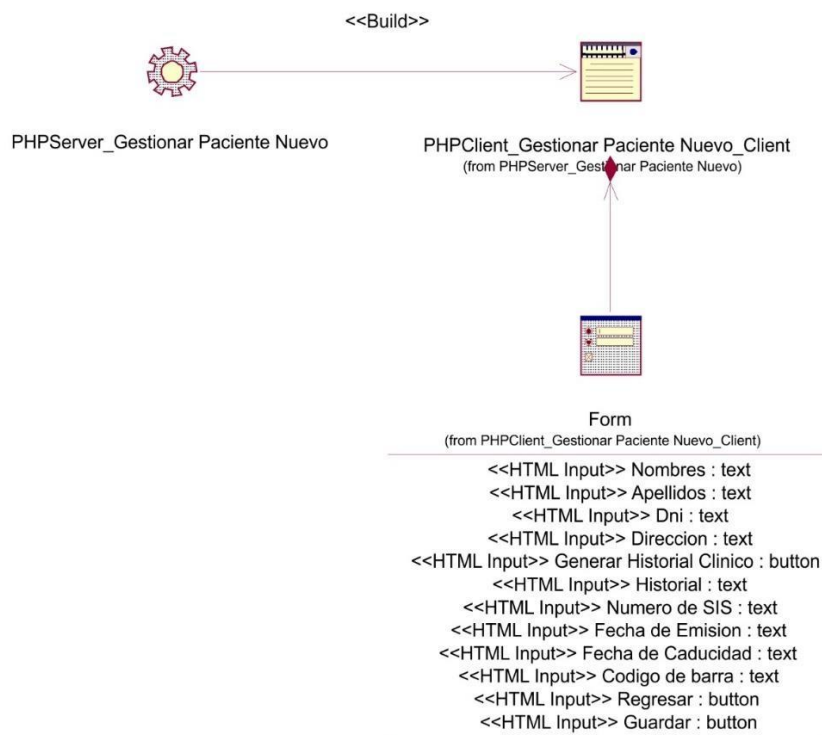 <<Build>>
PHPServer_Gestionar Paciente Nuevo
PHPClient_Gestionar Paciente Nuevo_Client
(from PHPServer_Gestionar Paciente Nuevo)
Form
(from PHPClient_Gestionar Paciente Nuevo_Client)
<<HTML Input>> Nombres : text
<<HTML Input>> Apellidos : text
<<HTML Input>> Dni : text
<<HTML Input>> Direccion : text
<<HTML Input>> Generar Historial Clinico : button
<<HTML Input>> Historial : text
<<HTML Input>> Numero de SIS : text
<<HTML Input>> Fecha de Emision : text
<<HTML Input>> Fecha de Caducidad : text
<<HTML Input>> Codigo de barra : text
<<HTML Input>> Regresar : button
<<HTML Input>> Guardar : button